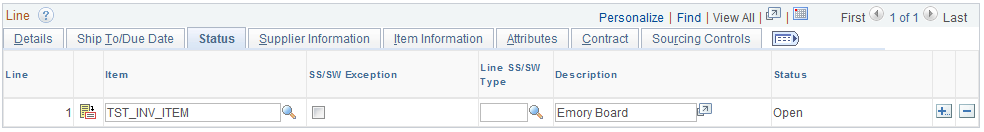 Line
Personalize | Find | View All | | First 1 of 1 Last
Details Ship To/Due Date Status Supplier Information Item Information Attributes Contract Sourcing Controls
Line Item SS/SW Exception Line SS/SW Type Description Status
1 TST_INV_ITEM Emory Board Open